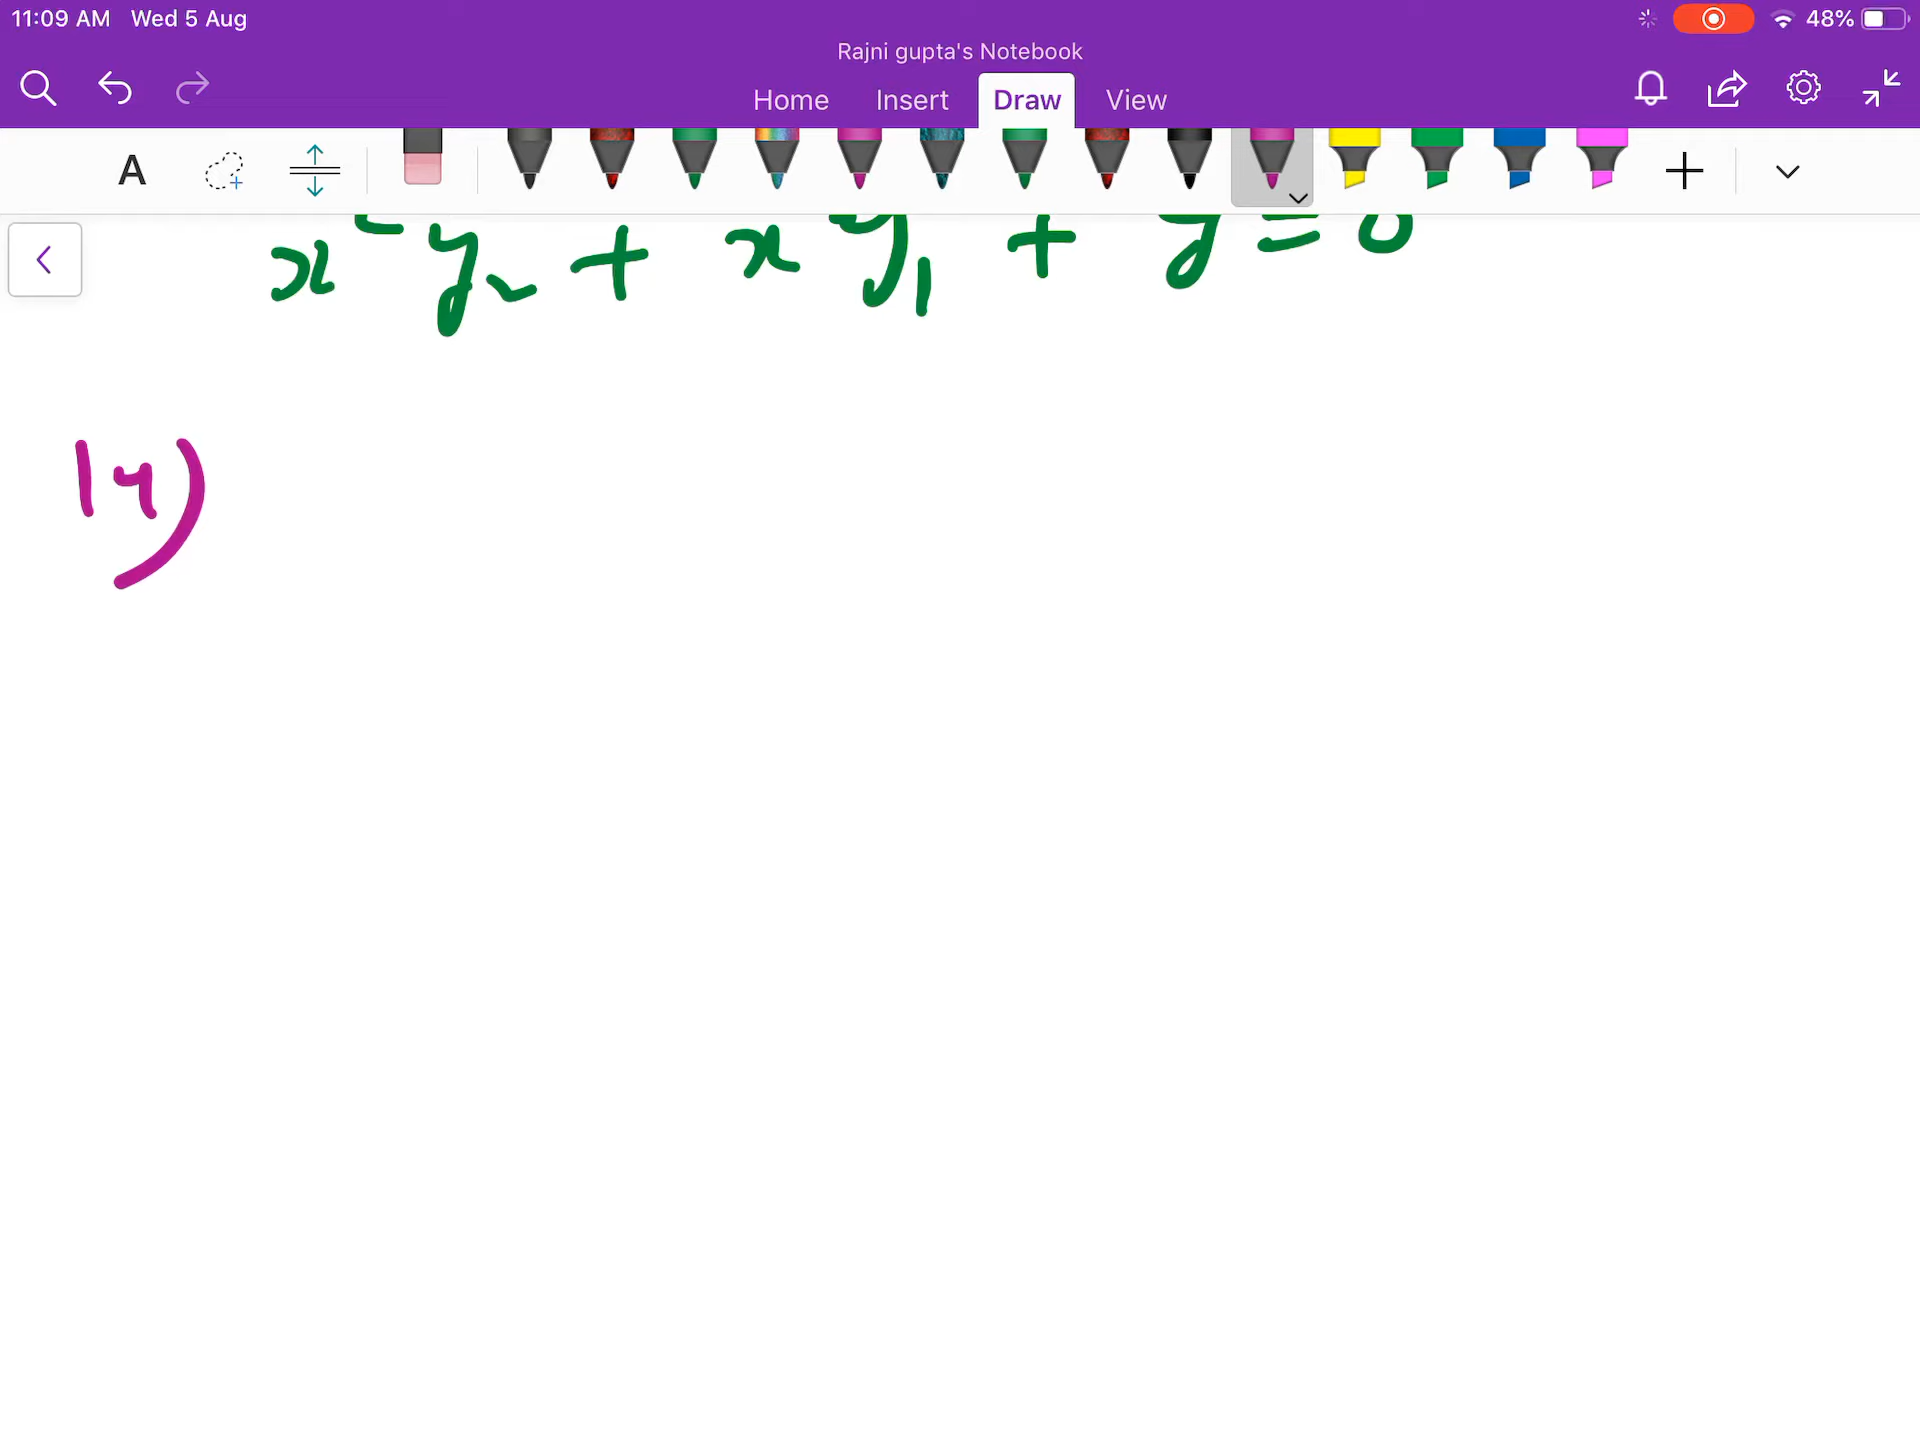 11:09 AM Wed 5 Aug 48%
Rajni gupta's Notebook
Home Insert Draw View
A
x²y₂ + xy₁ + y = 0
14)